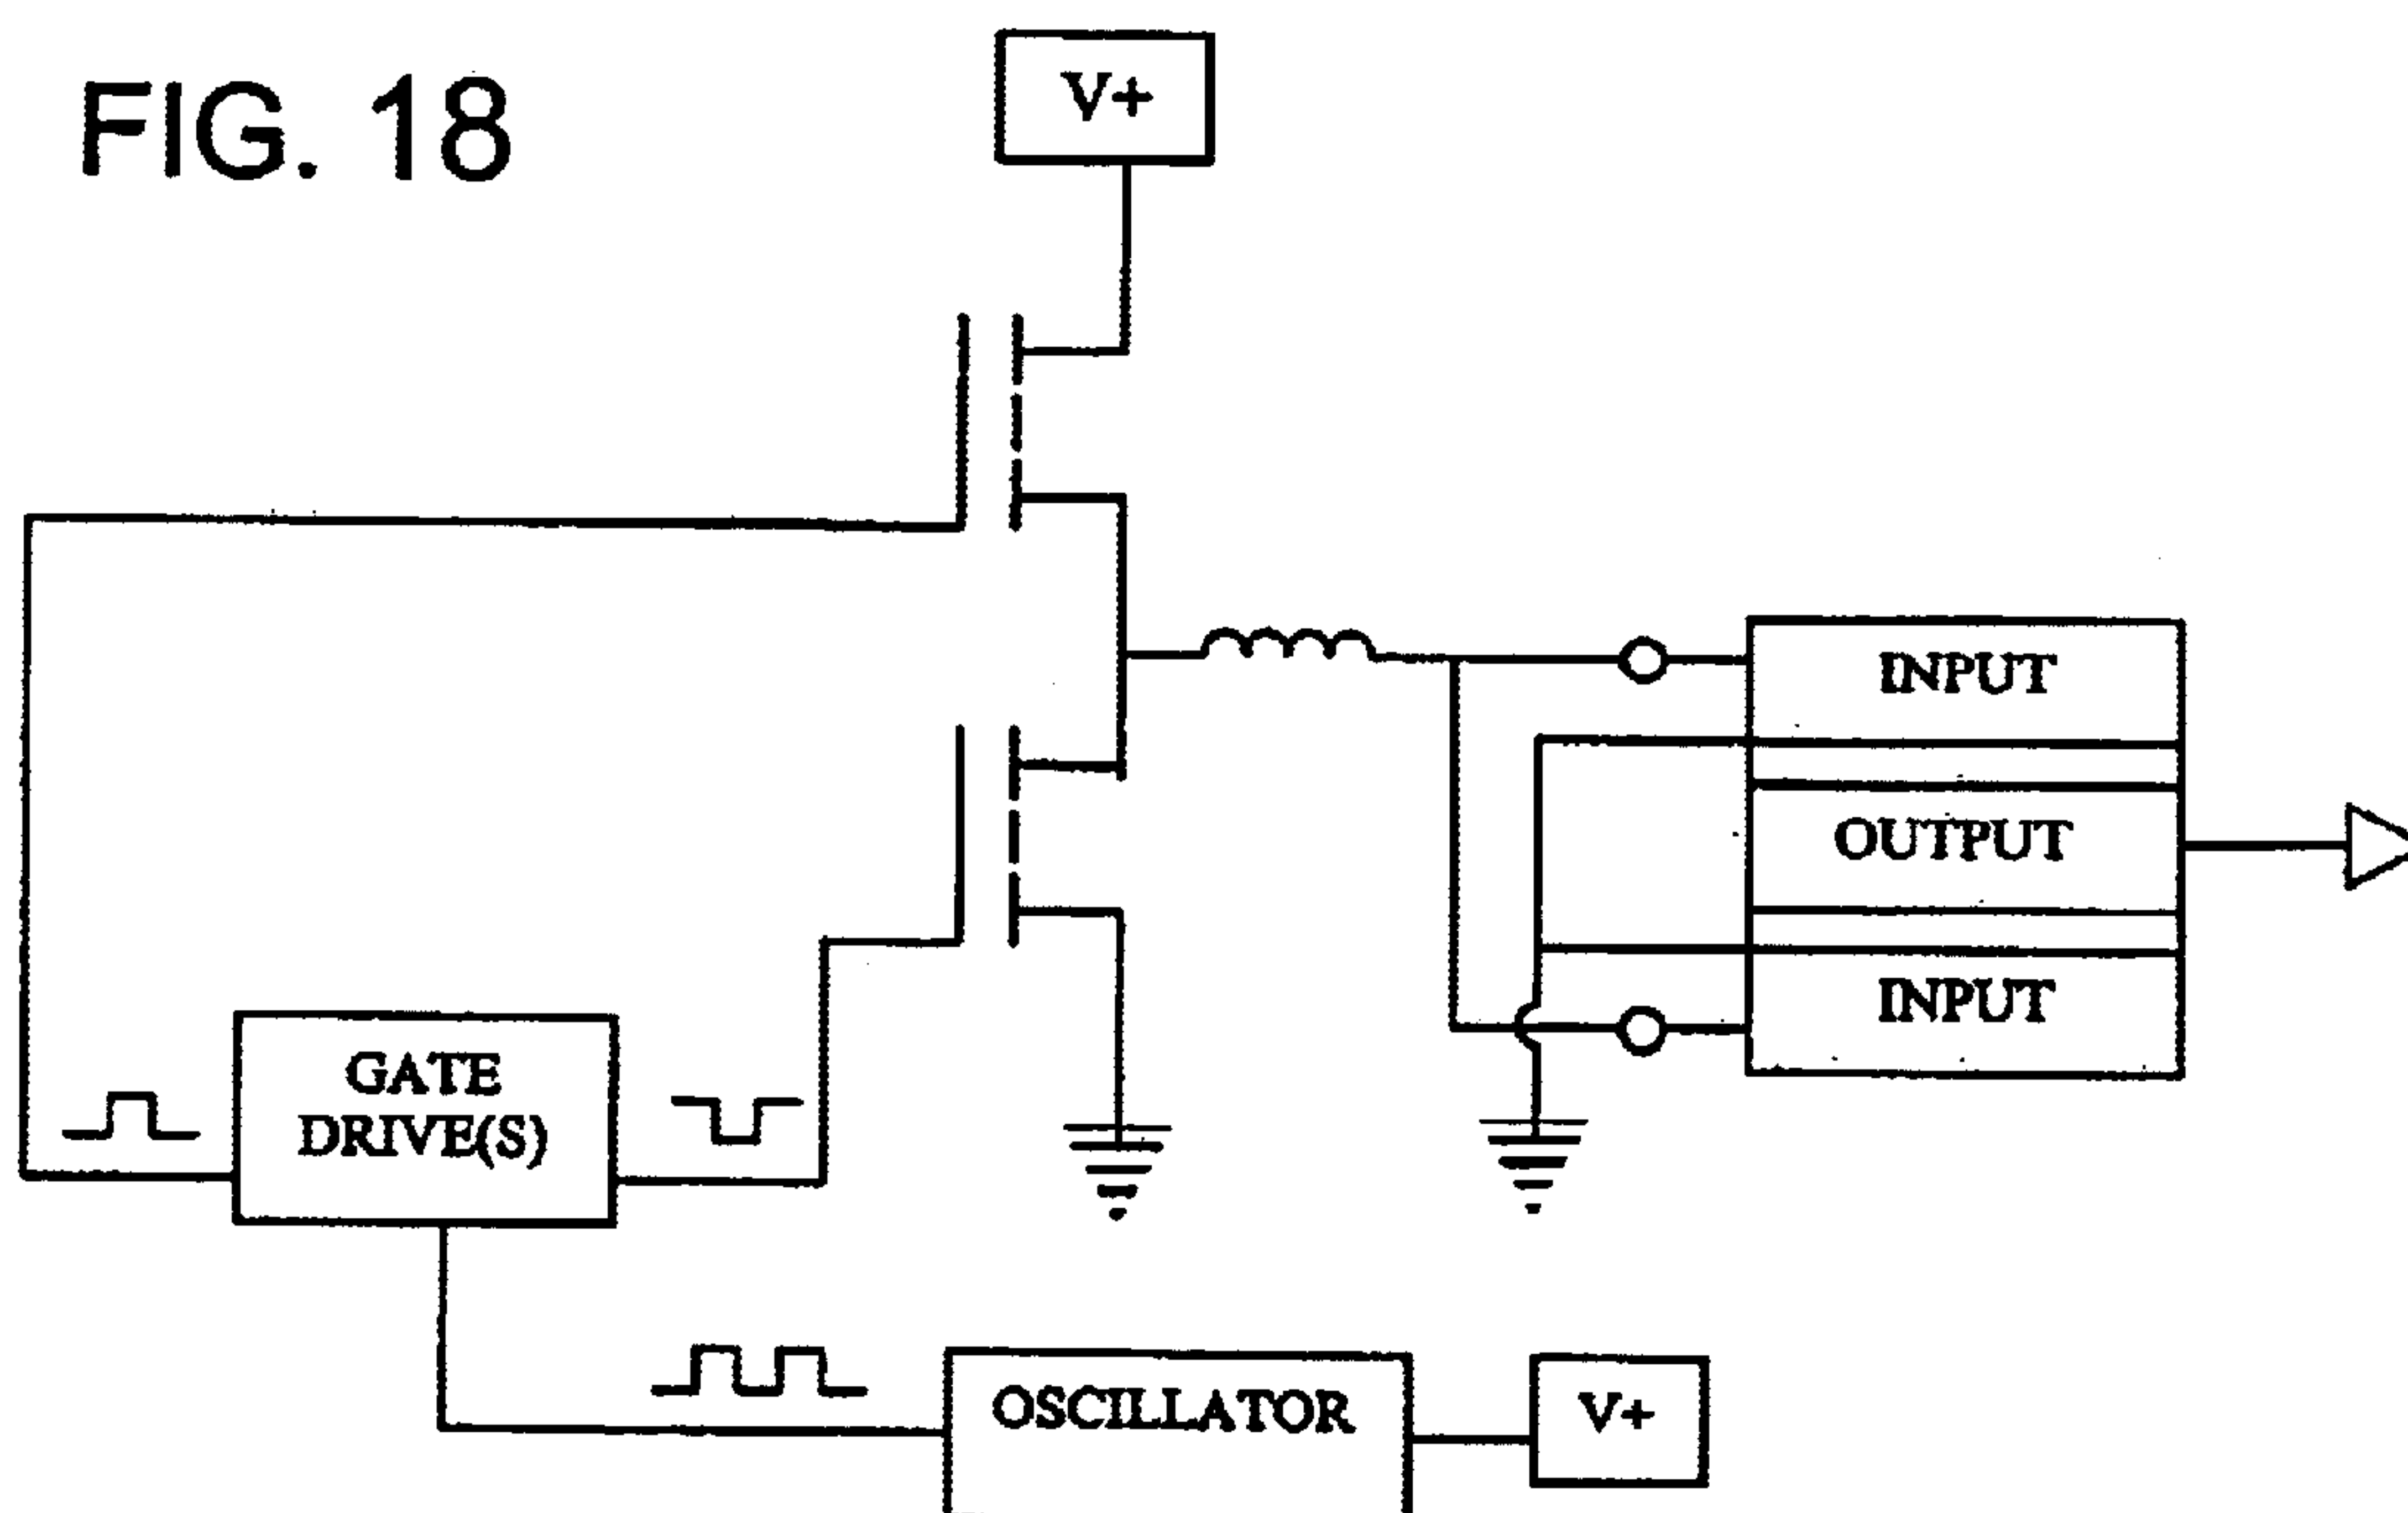 FIG. 18
V+
INPUT
OUTPUT
INPUT
GATE
DRIVE(S)
OSCILLATOR
V+